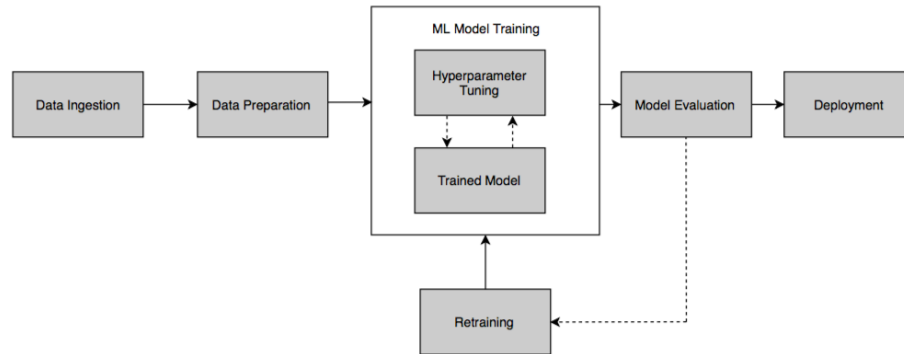 ML Model Training
Hyperparameter
Tuning
Data Ingestion
Data Preparation
Model Evaluation
Deployment
Trained Model
Retraining